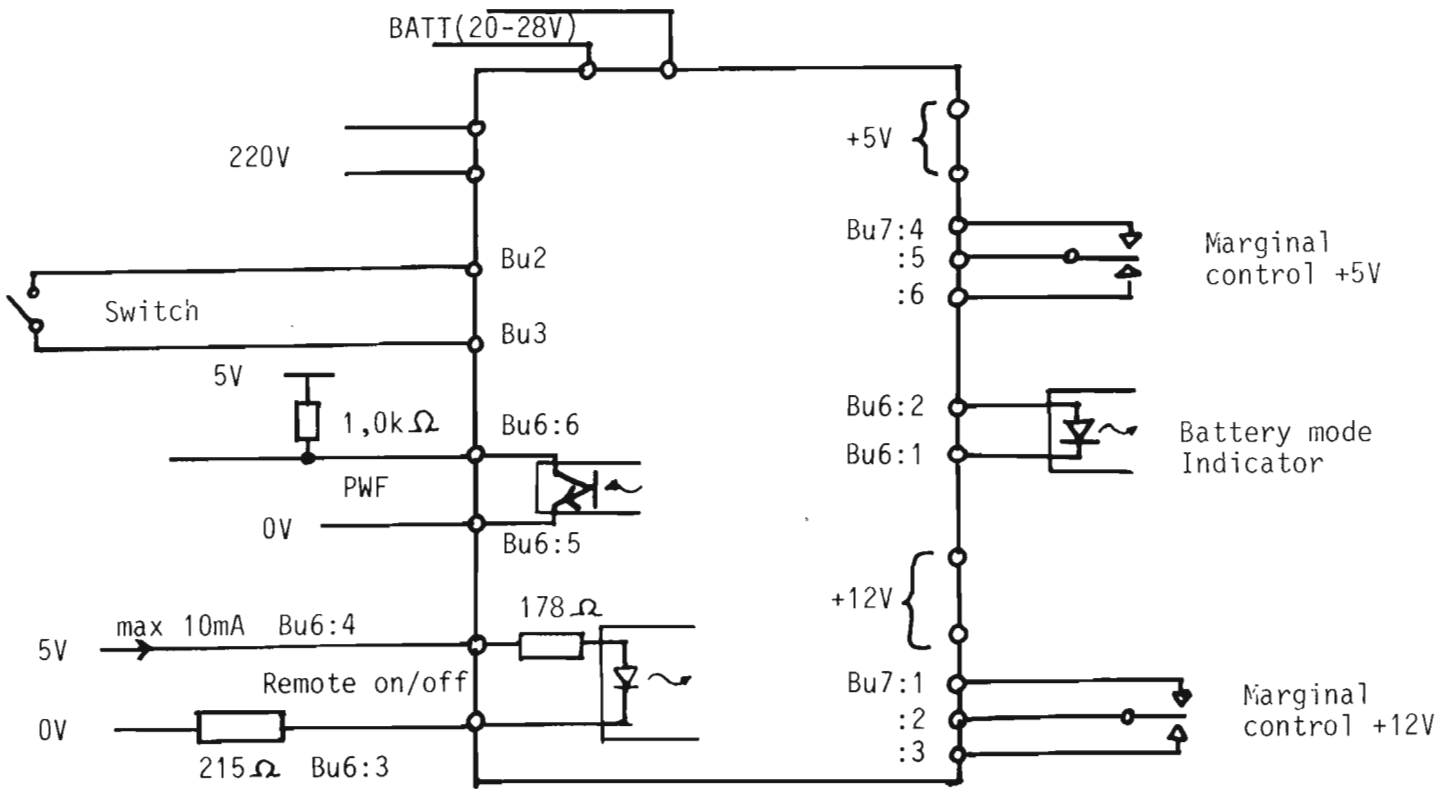 BATT(20-28V)
220V
+5V
Bu7:4
:5
:6
Marginal
control +5V
Bu2
Switch
Bu3
5V
1,0kΩ
Bu6:6
PWF
0V
Bu6:5
Bu6:2
Bu6:1
Battery mode
Indicator
+12V
178Ω
5V max 10mA Bu6:4
Remote on/off
0V
215Ω Bu6:3
Bu7:1
:2
:3
Marginal
control +12V